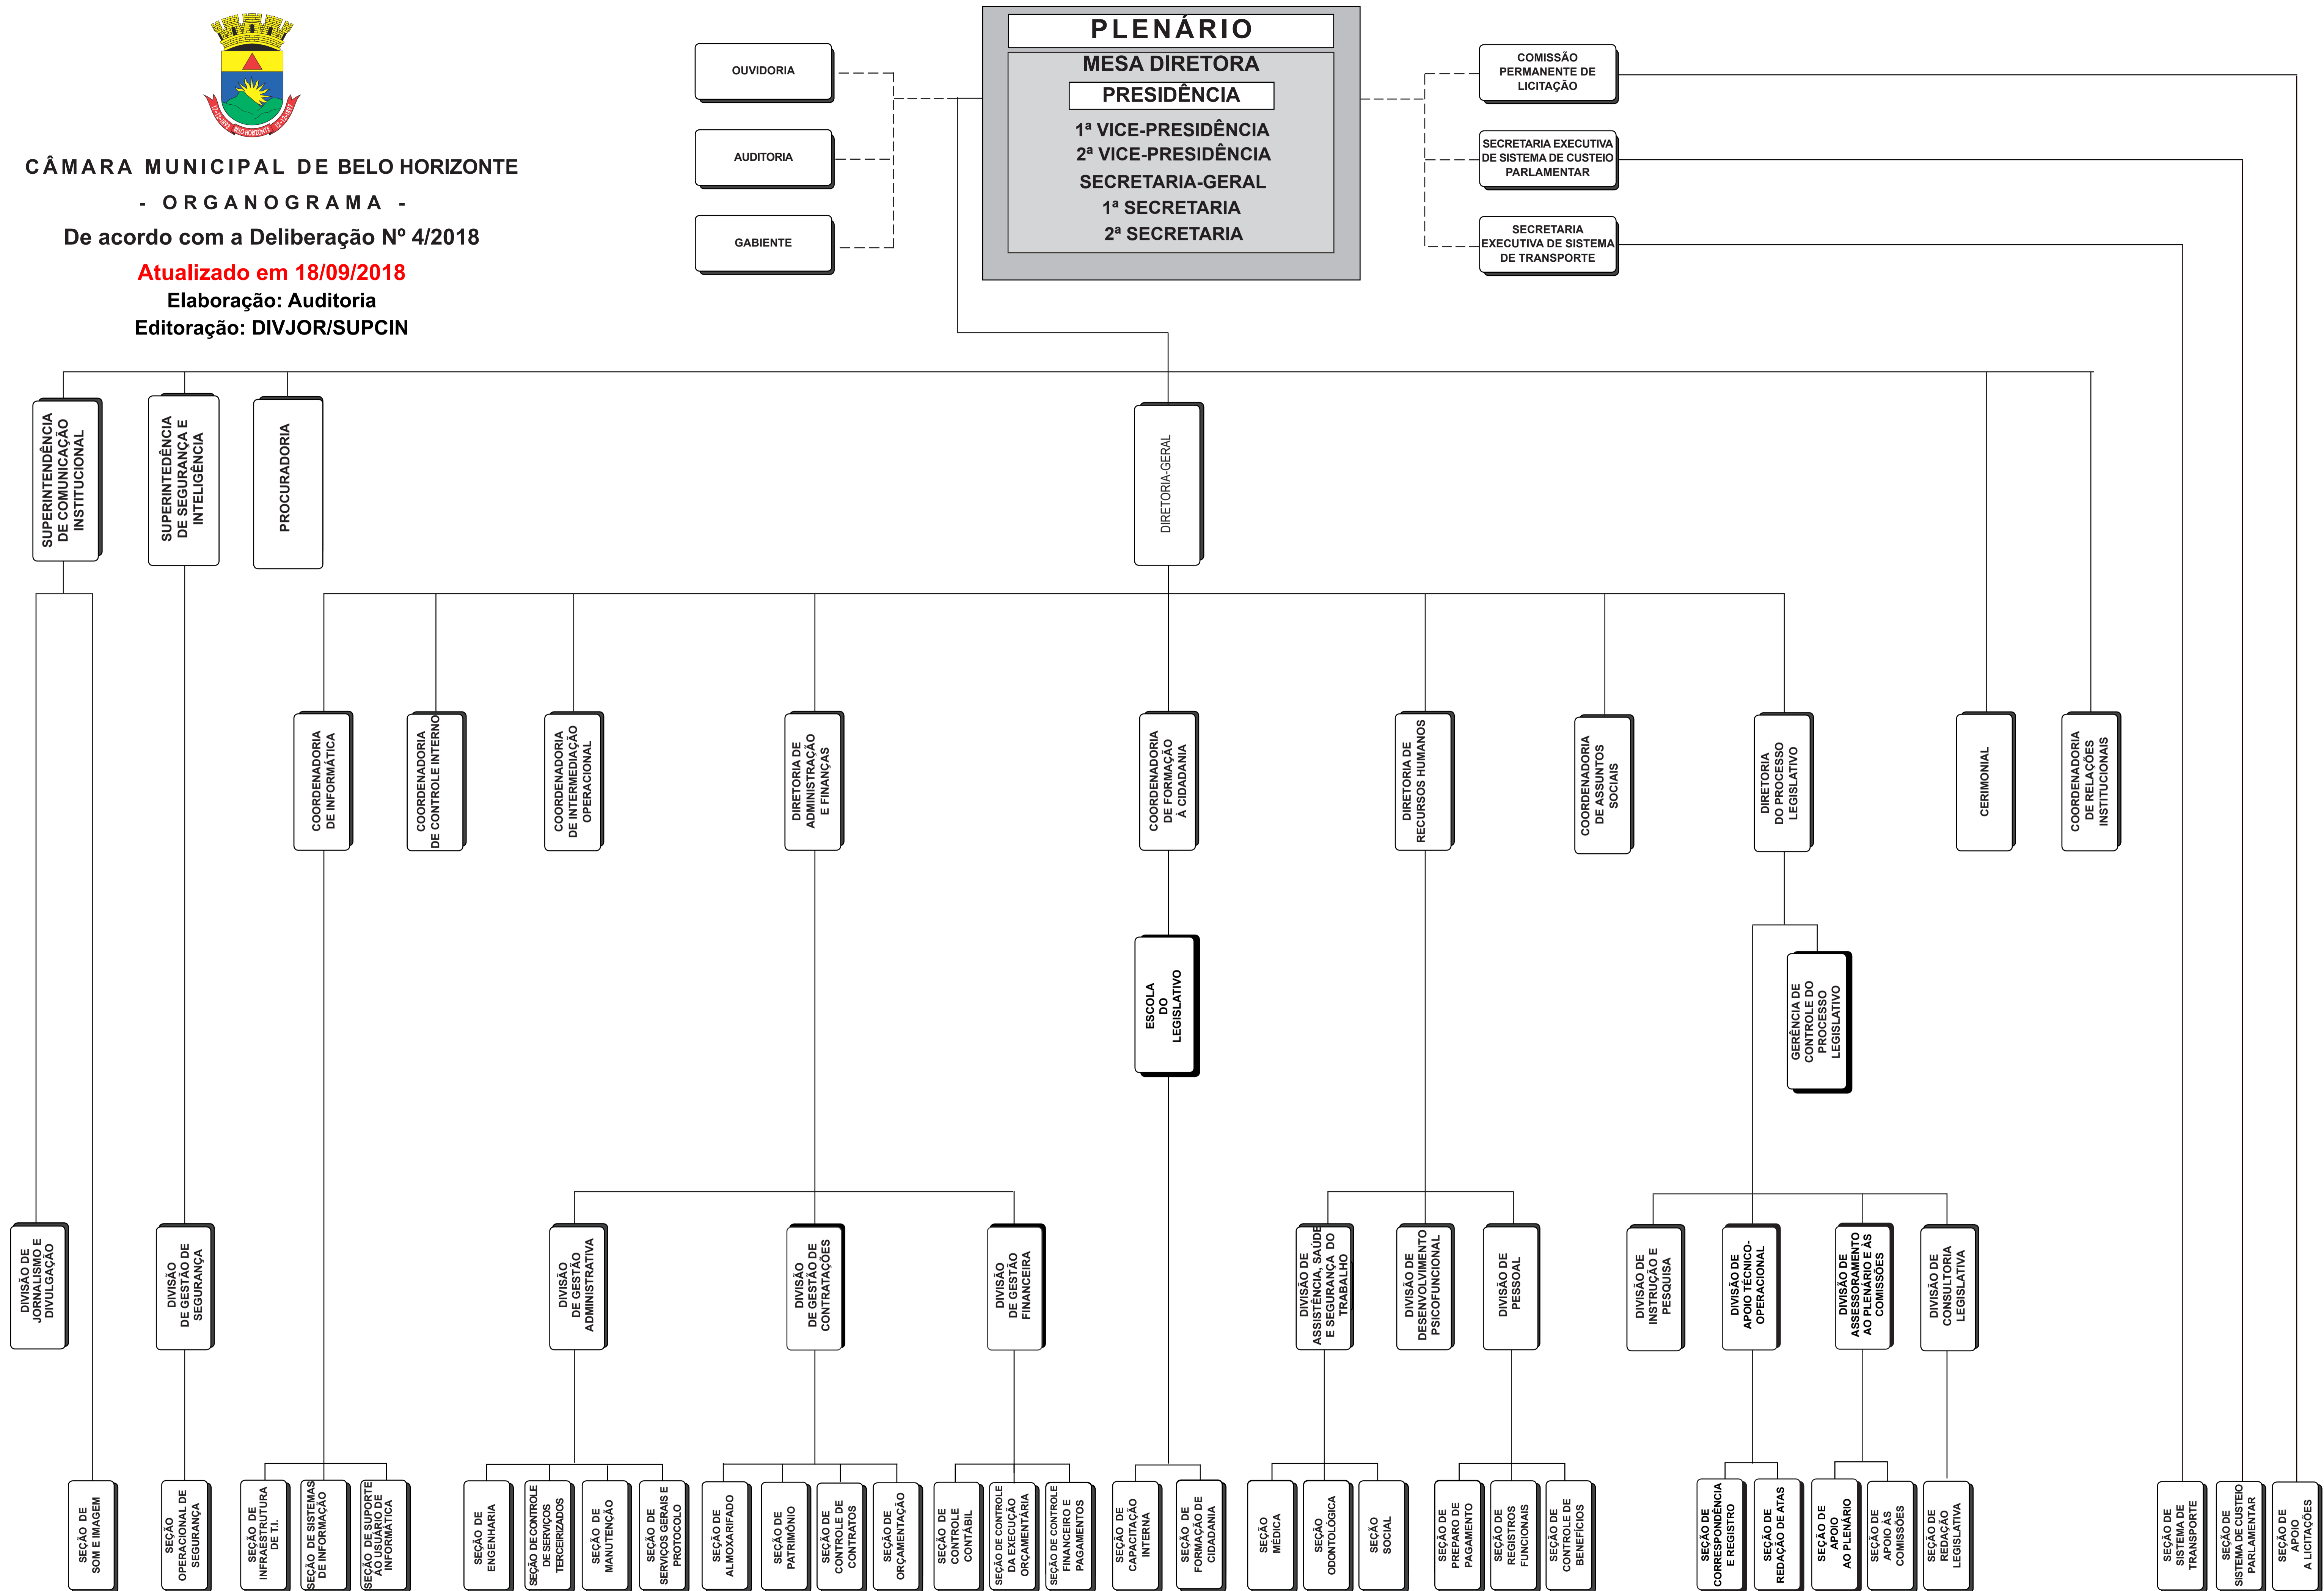 17-12-1893 BELO HORIZONTE 17-12-1897
CÂMARA MUNICIPAL DE BELO HORIZONTE
- ORGANOGRAMA -
De acordo com a Deliberação Nº 4/2018
Atualizado em 18/09/2018
Elaboração: Auditoria
Editoração: DIVJOR/SUPCIN
OUVIDORIA
AUDITORIA
GABIENTE
PLENÁRIO
MESA DIRETORA
PRESIDÊNCIA
1ª VICE-PRESIDÊNCIA
2ª VICE-PRESIDÊNCIA
SECRETARIA-GERAL
1ª SECRETARIA
2ª SECRETARIA
COMISSÃO
PERMANENTE DE
LICITAÇÃO
SECRETARIA EXECUTIVA
DE SISTEMA DE CUSTEIO
PARLAMENTAR
SECRETARIA
EXECUTIVA DE SISTEMA
DE TRANSPORTE
SUPERINTENDÊNCIA
DE COMUNICAÇÃO
INSTITUCIONAL
SUPERINTEDÊNCIA
DE SEGURANÇA E
INTELIGÊNCIA
PROCURADORIA
DIRETORIA-GERAL
COORDENADORIA
DE INFORMÁTICA
COORDENADORIA
DE CONTROLE INTERNO
COORDENADORIA
DE INTERMEDIAÇÃO
OPERACIONAL
DIRETORIA DE
ADMINISTRAÇÃO
E FINANÇAS
COORDENADORIA
DE FORMAÇÃO
À CIDADANIA
DIRETORIA DE
RECURSOS HUMANOS
COORDENADORIA
DE ASSUNTOS
SOCIAIS
DIRETORIA
DO PROCESSO
LEGISLATIVO
CERIMONIAL
COORDENADORIA
DE RELAÇÕES
INSTITUCIONAIS
ESCOLA
DO
LEGISLATIVO
GERÊNCIA DE
CONTROLE DO
PROCESSO
LEGISLATIVO
DIVISÃO DE
JORNALISMO E
DIVULGAÇÃO
DIVISÃO
DE GESTÃO DE
SEGURANÇA
DIVISÃO
DE GESTÃO
ADMINISTRATIVA
DIVISÃO
DE GESTÃO DE
CONTRATAÇÕES
DIVISÃO
DE GESTÃO
FINANCEIRA
DIVISÃO DE
ASSISTÊNCIA, SAÚDE
E SEGURANÇA DO
TRABALHO
DIVISÃO DE
DESENVOLVIMENTO
PSICOFUNCIONAL
DIVISÃO DE
PESSOAL
DIVISÃO DE
INSTRUÇÃO E
PESQUISA
DIVISÃO DE
APOIO TÉCNICO-
OPERACIONAL
DIVISÃO DE
ASSESSORAMENTO
AO PLENÁRIO E ÀS
COMISSÕES
DIVISÃO DE
CONSULTORIA
LEGISLATIVA
SEÇÃO DE
SOM E IMAGEM
SEÇÃO
OPERACIONAL DE
SEGURANÇA
SEÇÃO DE
INFRAESTRUTURA
DE T.I.
SEÇÃO DE SISTEMAS
DE INFORMAÇÃO
SEÇÃO DE SUPORTE
AO USUÁRIO DE
INFORMÁTICA
SEÇÃO DE
ENGENHARIA
SEÇÃO DE CONTROLE
DE SERVIÇOS
TERCEIRIZADOS
SEÇÃO DE
MANUTENÇÃO
SEÇÃO DE
SERVIÇOS GERAIS E
PROTOCOLO
SEÇÃO DE
ALMOXARIFADO
SEÇÃO DE
PATRIMÔNIO
SEÇÃO DE
CONTROLE DE
CONTRATOS
SEÇÃO DE
ORÇAMENTAÇÃO
SEÇÃO DE
CONTROLE
CONTÁBIL
SEÇÃO DE CONTROLE
DA EXECUÇÃO
ORÇAMENTÁRIA
SEÇÃO DE CONTROLE
FINANCEIRO E
PAGAMENTOS
SEÇÃO DE
CAPACITAÇÃO
INTERNA
SEÇÃO DE
FORMAÇÃO DE
CIDADANIA
SEÇÃO
MÉDICA
SEÇÃO
ODONTOLÓGICA
SEÇÃO
SOCIAL
SEÇÃO DE
PREPARO DE
PAGAMENTO
SEÇÃO DE
REGISTROS
FUNCIONAIS
SEÇÃO DE
CONTROLE DE
BENEFÍCIOS
SEÇÃO DE
CORRESPONDÊNCIA
E REGISTRO
SEÇÃO DE
REDAÇÃO DE ATAS
SEÇÃO DE
APOIO
AO PLENÁRIO
SEÇÃO DE
APOIO ÀS
COMISSÕES
SEÇÃO DE
REDAÇÃO
LEGISLATIVA
SEÇÃO DE
SISTEMA DE
TRANSPORTE
SEÇÃO DE
SISTEMA DE CUSTEIO
PARLAMENTAR
SEÇÃO DE
APOIO
A LICITAÇÕES